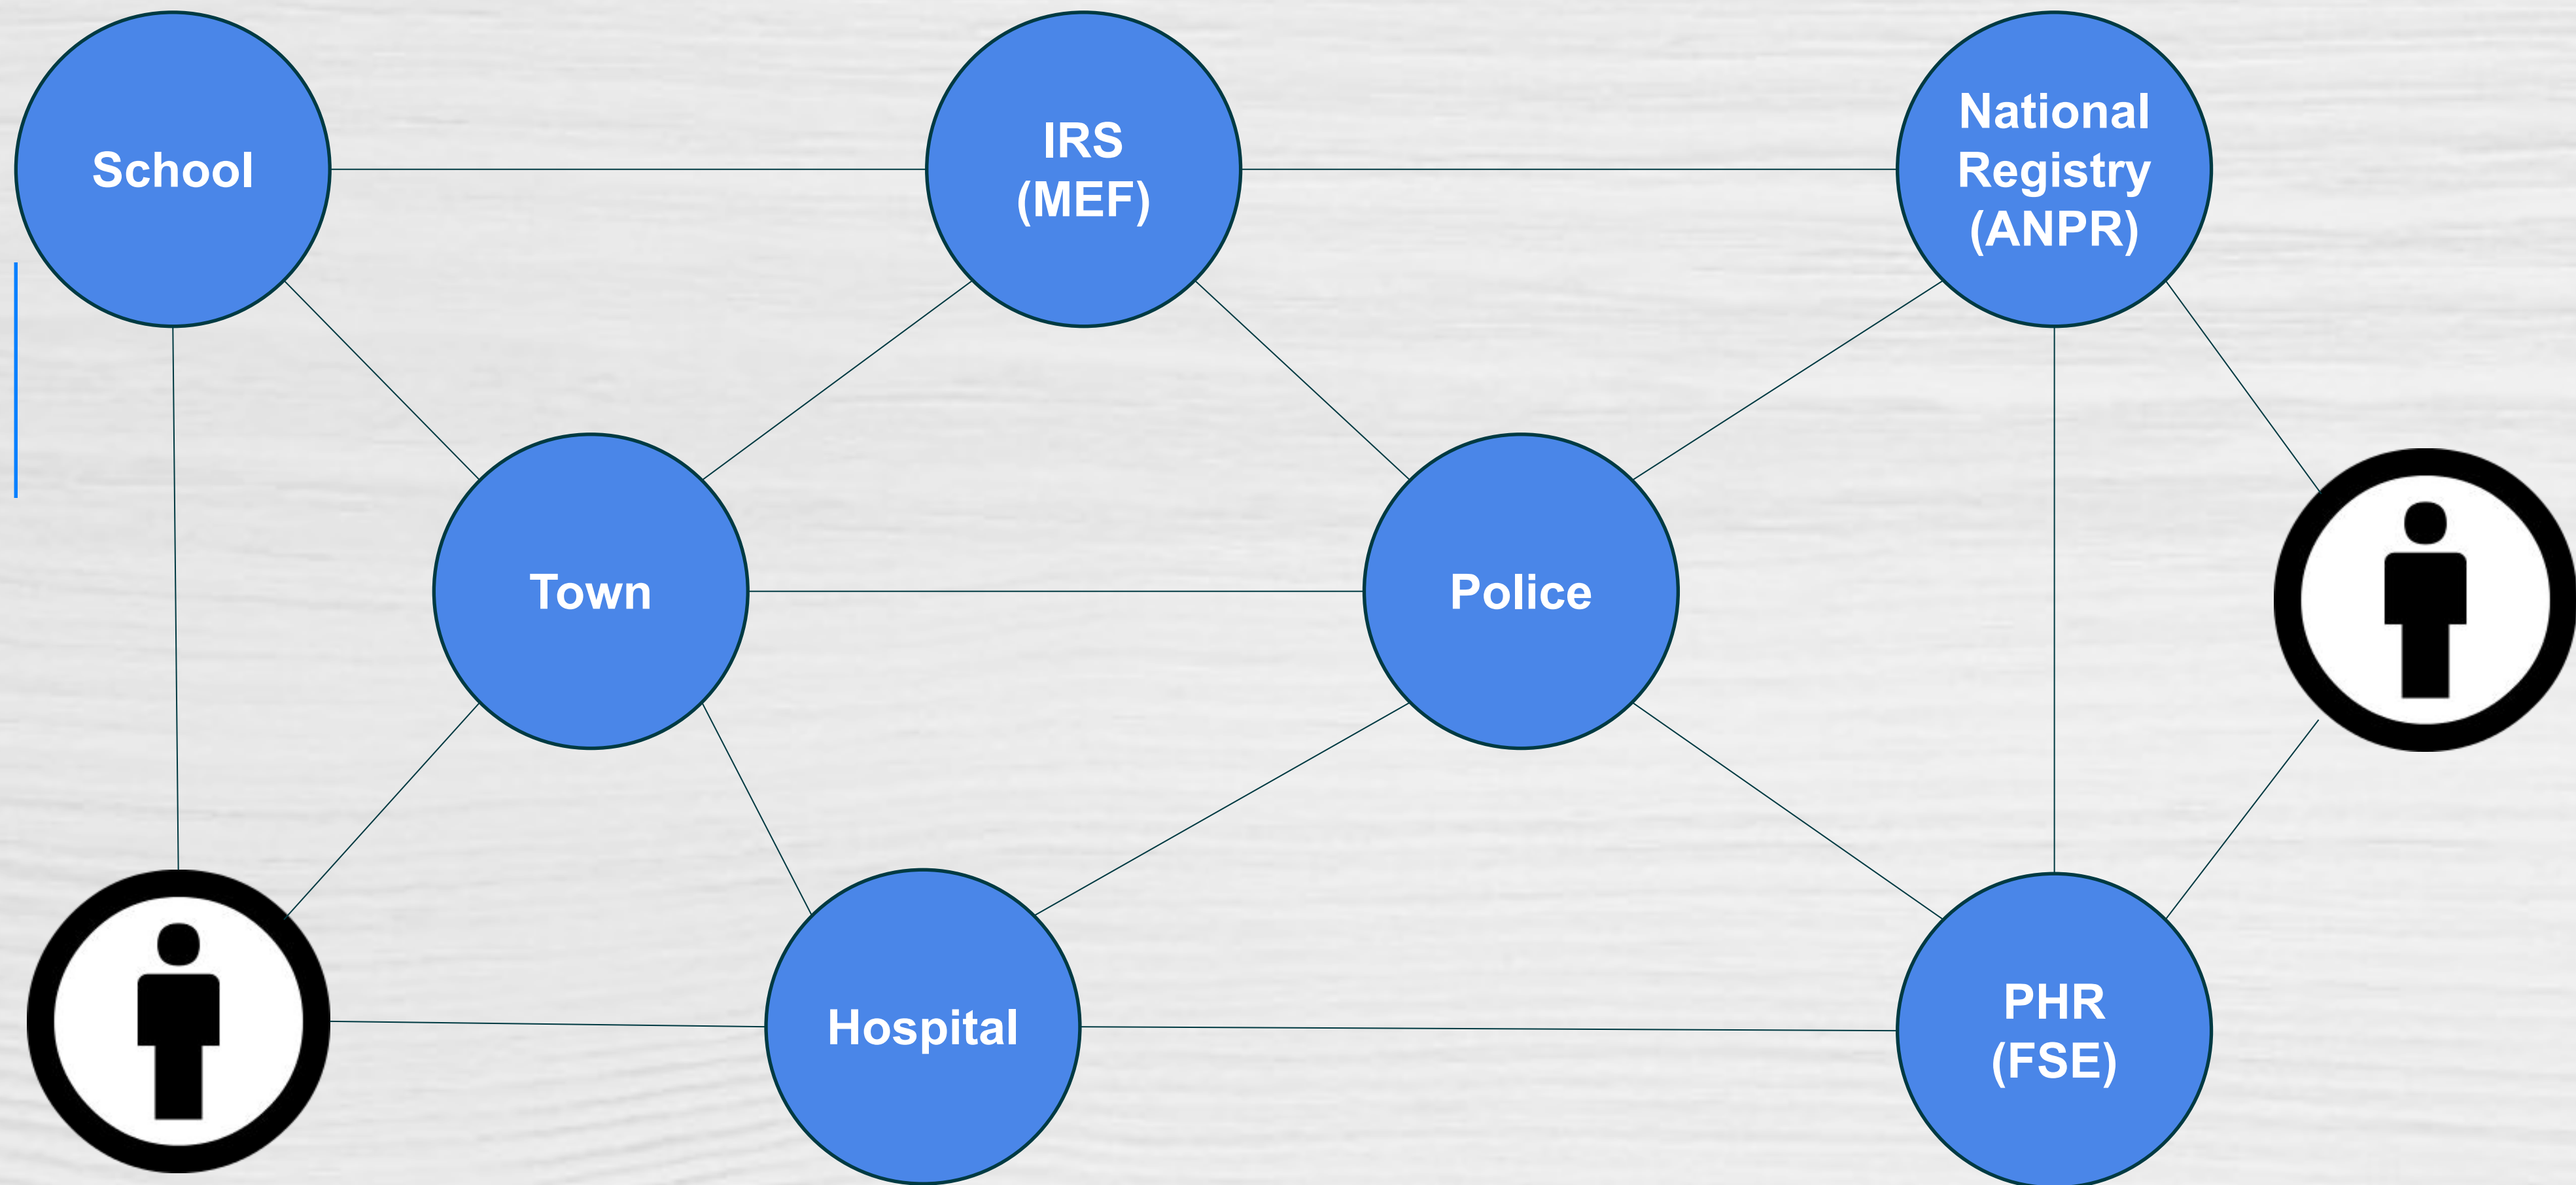 School
IRS
(MEF)
National
Registry
(ANPR)
Town
Police
Hospital
PHR
(FSE)